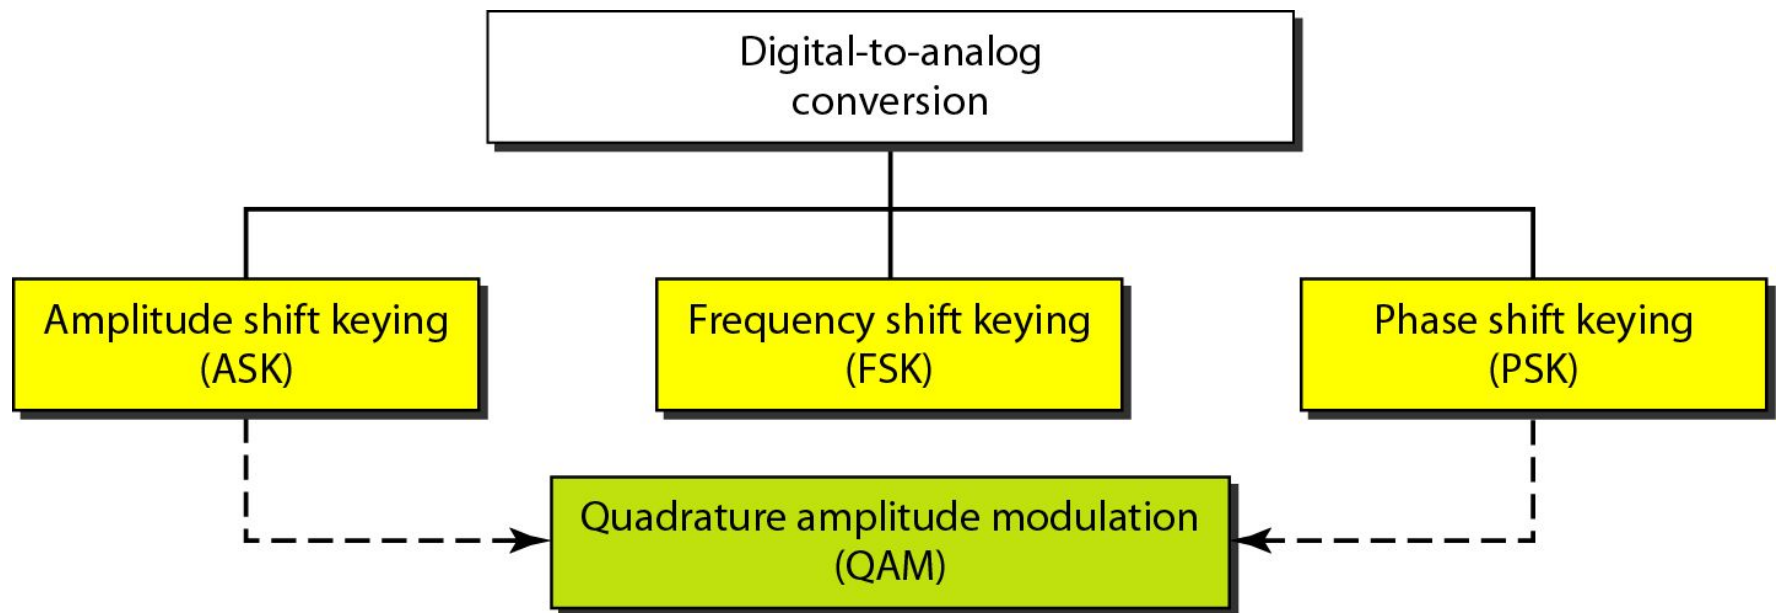 Digital-to-analog
conversion
Amplitude shift keying
(ASK)
Frequency shift keying
(FSK)
Phase shift keying
(PSK)
Quadrature amplitude modulation
(QAM)